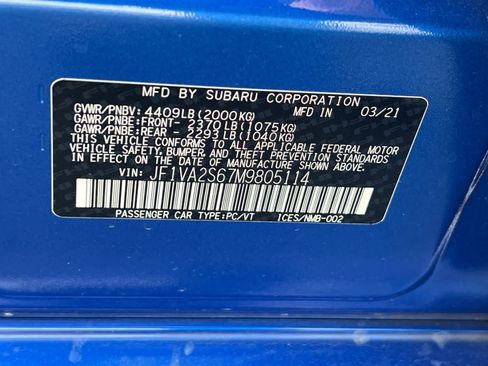 MFD BY SUBARU CORPORATION
GVWR/PNBV: 4409LB(2000KG) MFD IN 03/21
GAWR/PNBE:FRONT- 2370LB(1075KG)
GAWR/PNBE:REAR - 2293LB(1040KG)
THIS VEHICLE CONFORMS TO ALL APPLICABLE FEDERAL MOTOR
VEHICLE SAFETY, BUMPER AND THEFT PREVENTION STANDARDS
IN EFFECT ON THE DATE OF MANUFACTURE SHOWN ABOVE.
VIN: JF1VA2S67M9805114
PASSENGER CAR TYPE:PC/VT ICES/NMB-002